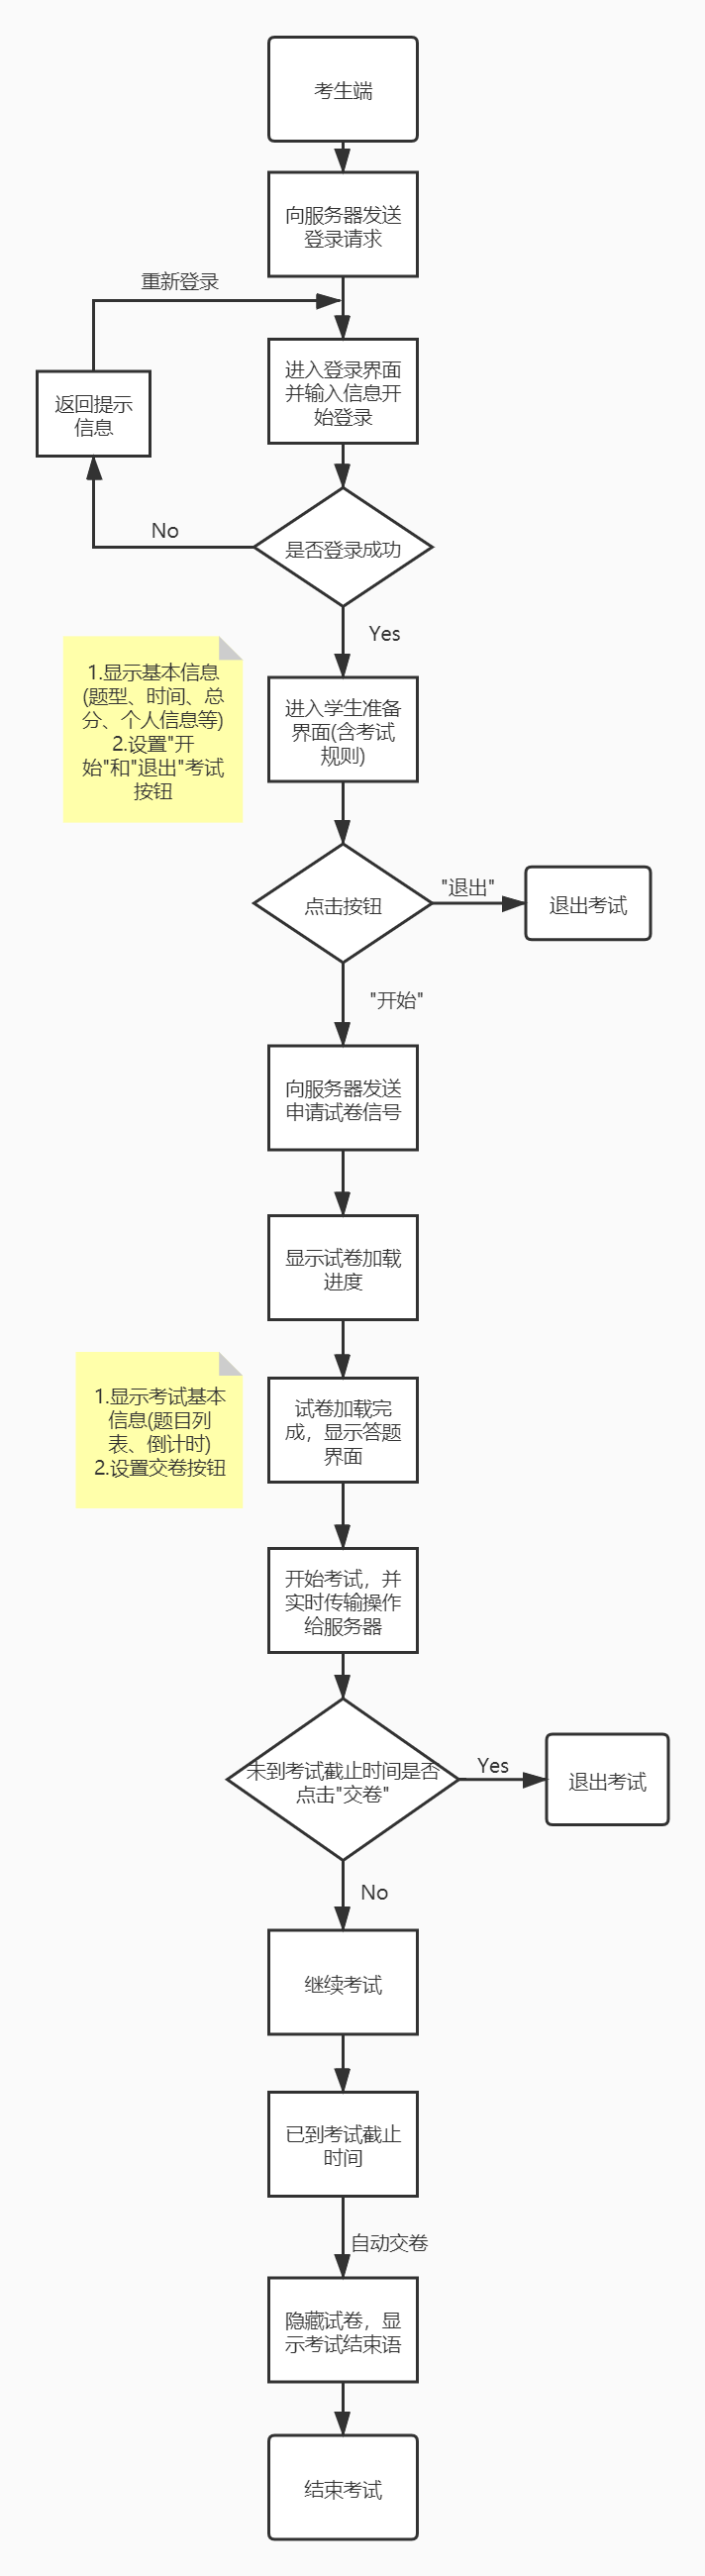 考生端
向服务器发送
登录请求
重新登录
进入登录界面
并输入信息开
始登录
返回提示
信息
No
是否登录成功
Yes
1.显示基本信息
(题型、时间、总
分、个人信息等)
2.设置"开
始"和"退出"考试
按钮
进入学生准备
界面(含考试
规则)
点击按钮
"退出"
退出考试
"开始"
向服务器发送
申请试卷信号
显示试卷加载
进度
1.显示考试基本
信息(题目列
表、倒计时)
2.设置交卷按钮
试卷加载完
成，显示答题
界面
开始考试，并
实时传输操作
给服务器
未到考试截止时间是否
点击"交卷"
Yes
退出考试
No
继续考试
已到考试截止
时间
自动交卷
隐藏试卷，显
示考试结束语
结束考试